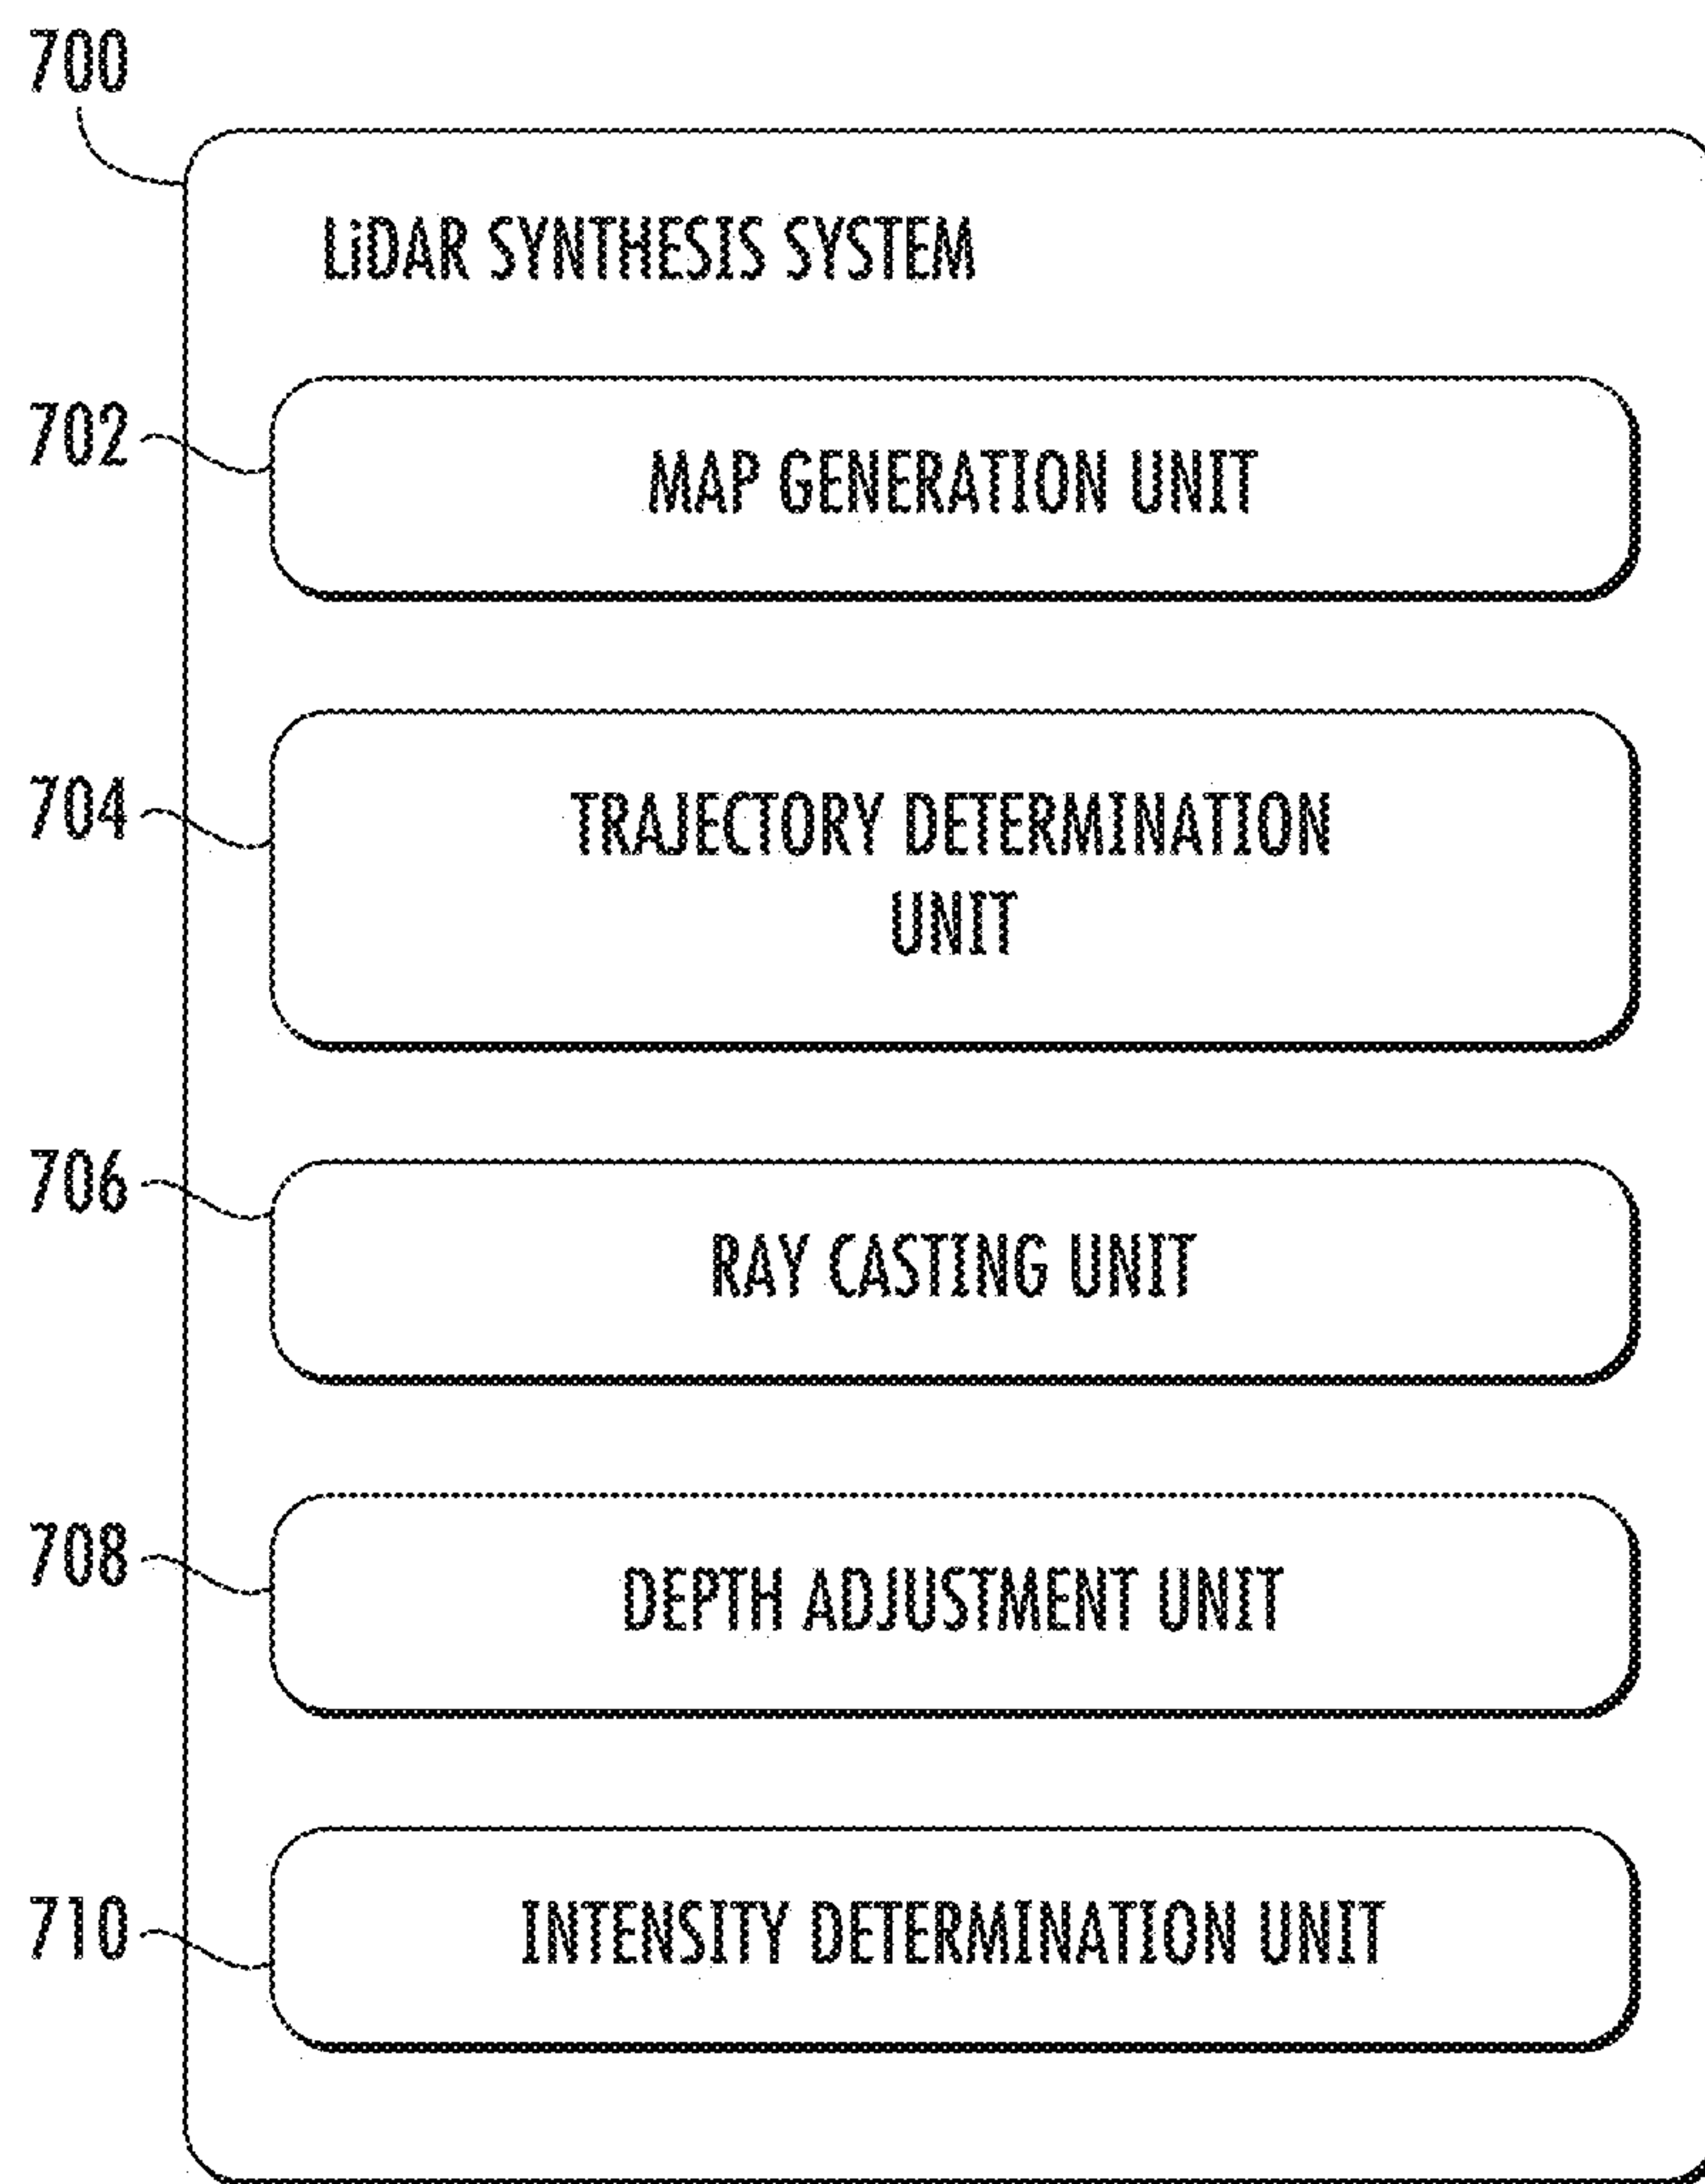 700
LiDAR SYNTHESIS SYSTEM
702
MAP GENERATION UNIT
704
TRAJECTORY DETERMINATION
UNIT
706
RAY CASTING UNIT
708
DEPTH ADJUSTMENT UNIT
710
INTENSITY DETERMINATION UNIT